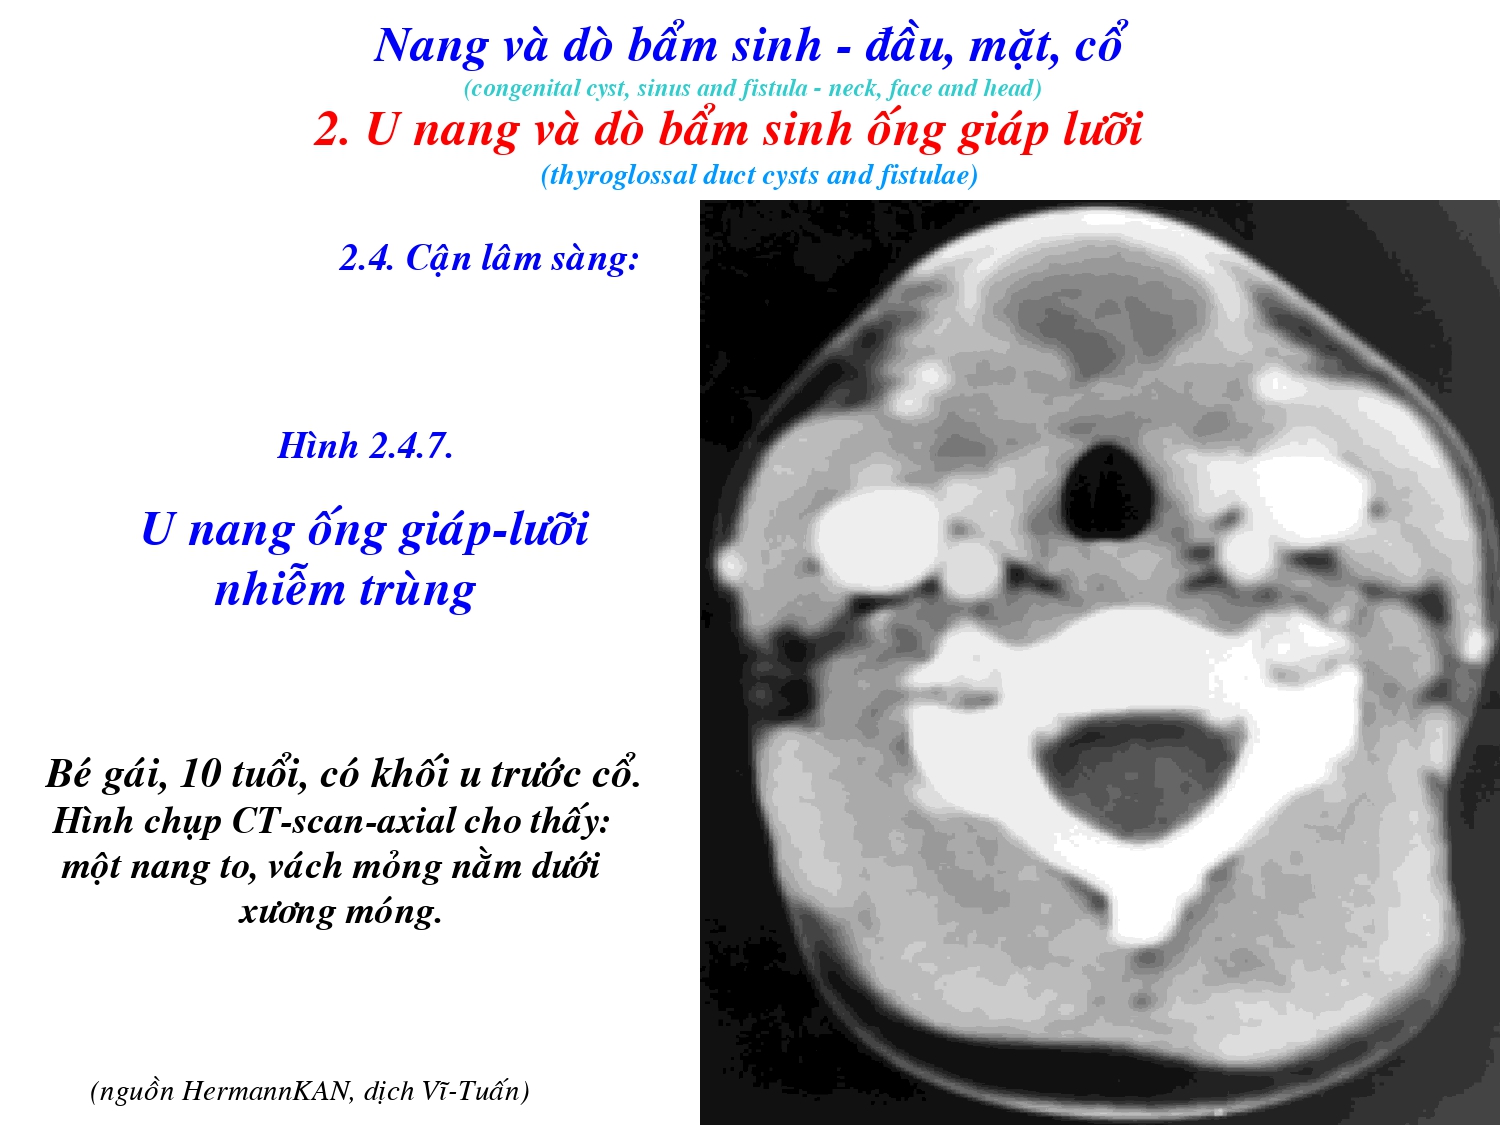 Nang và dò bẩm sinh - đầu, mặt, cổ
(congenital cyst, sinus and fistula - neck, face and head)
2. U nang và dò bẩm sinh ống giáp lưỡi
(thyroglossal duct cysts and fistulae)
2.4. Cận lâm sàng:
Hình 2.4.7.
U nang ống giáp-lưỡi
nhiễm trùng
Bé gái, 10 tuổi, có khối u trước cổ.
Hình chụp CT-scan-axial cho thấy:
một nang to, vách mỏng nằm dưới
xương móng.
(nguồn HermannKAN, dịch Vĩ-Tuấn)